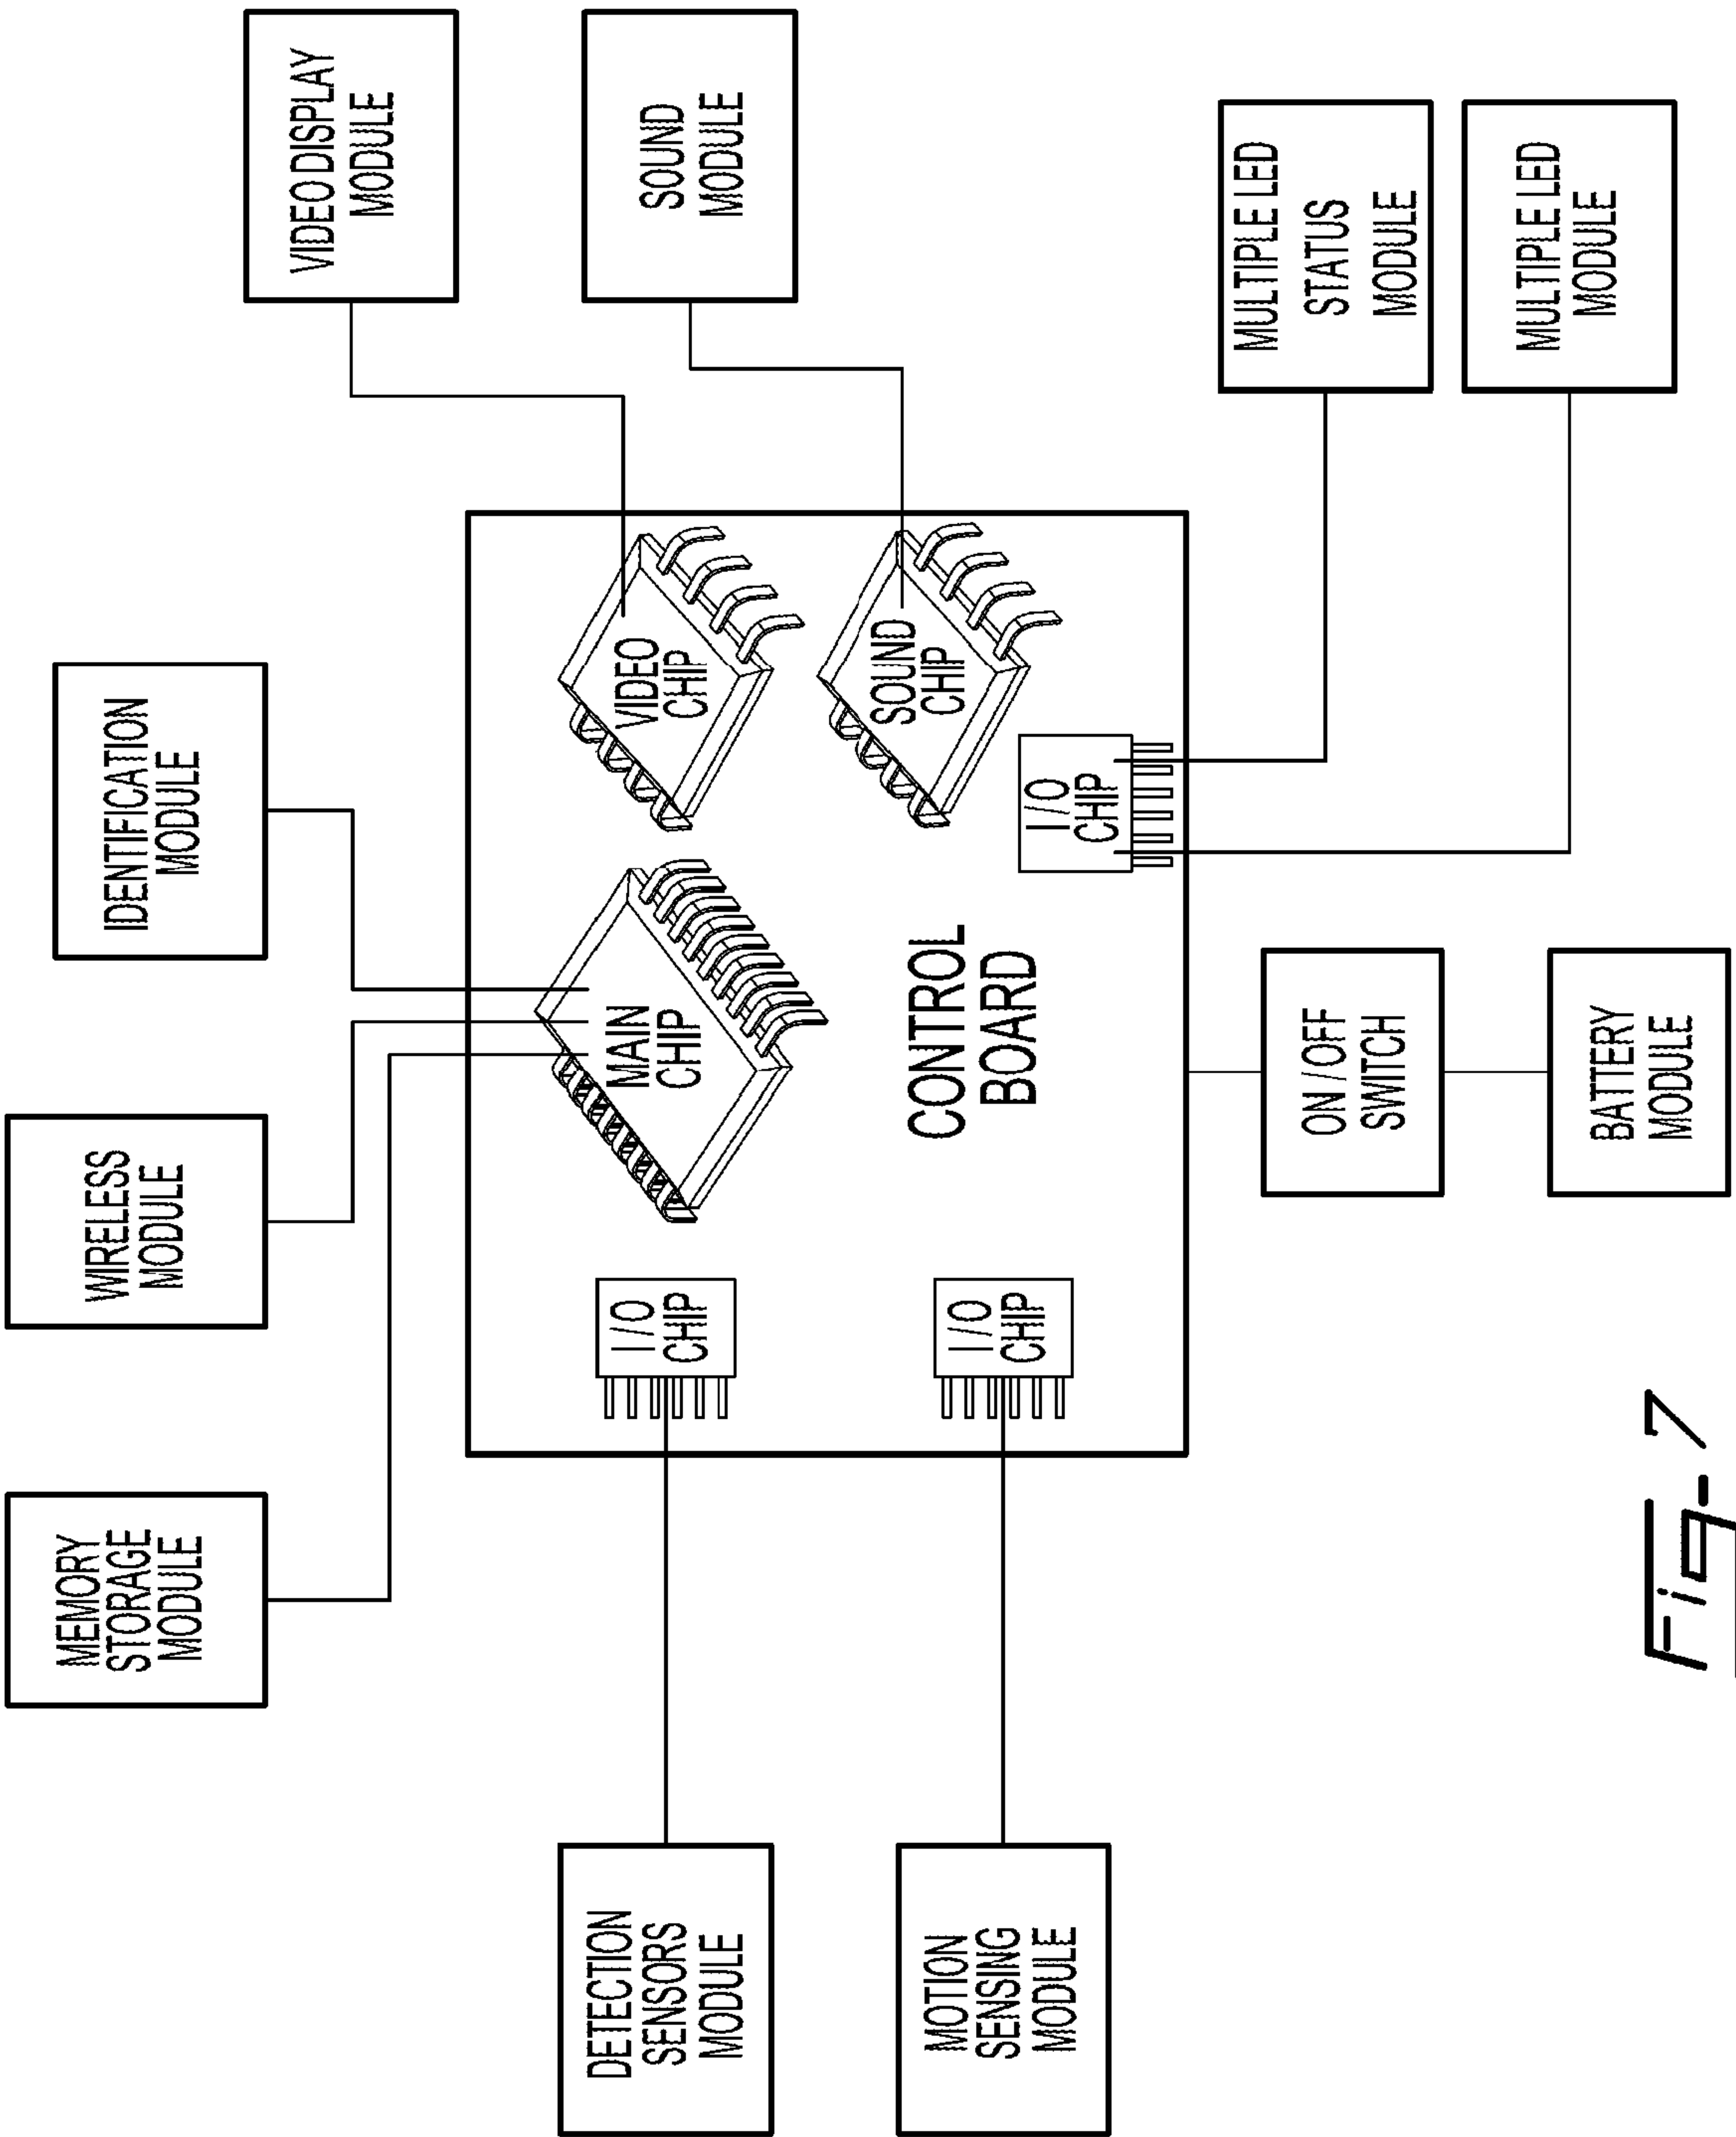 MEMORY
STORAGE
MODULE
WIRELESS
MODULE
IDENTIFICATION
MODULE
VIDEO DISPLAY
MODULE
SOUND
MODULE
DETECTION
SENSORS
MODULE
MOTION
SENSING
MODULE
I/O
CHIP
I/O
CHIP
MAIN
CHIP
VIDEO
CHIP
SOUND
CHIP
I/O
CHIP
CONTROL
BOARD
ON/OFF
SWITCH
BATTERY
MODULE
MULTIPLE LED
STATUS
MODULE
MULTIPLE LED
MODULE
Fig-7